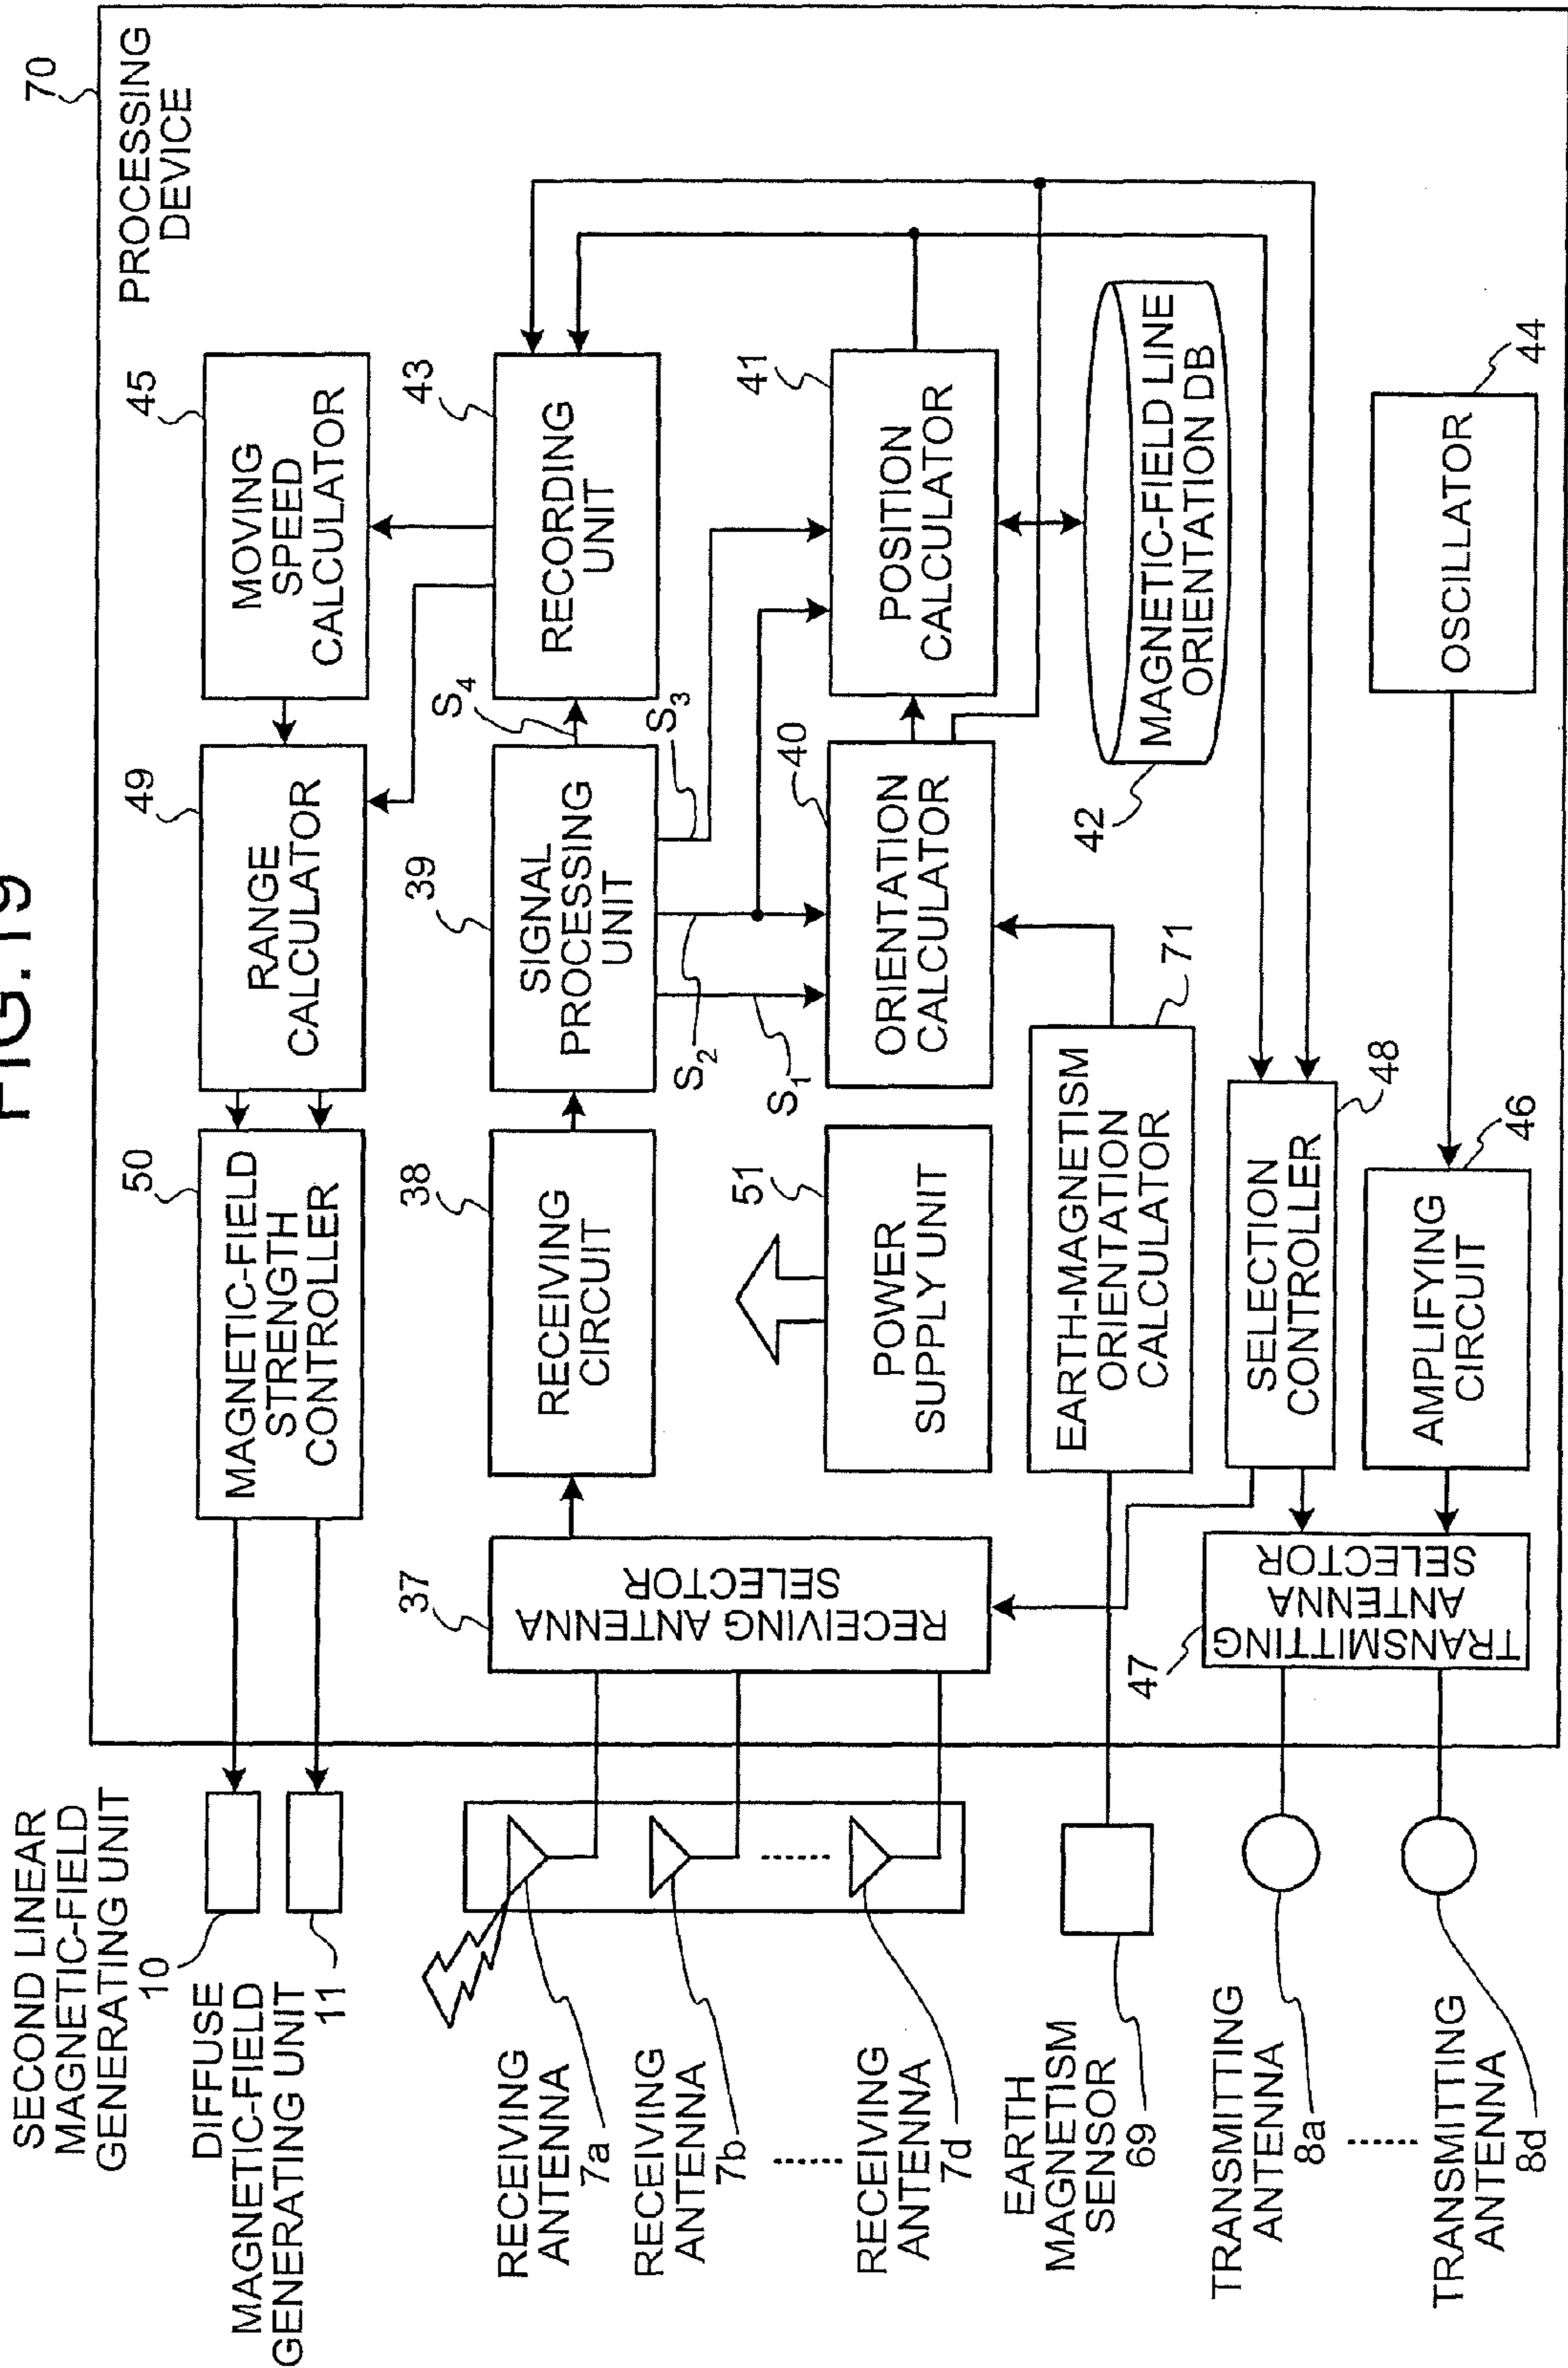 FIG.19
70
PROCESSING
DEVICE
SECOND LINEAR
MAGNETIC-FIELD
GENERATING UNIT
10
DIFFUSE
MAGNETIC-FIELD
GENERATING UNIT
11
50
MAGNETIC-FIELD
STRENGTH
CONTROLLER
49
RANGE
CALCULATOR
45
MOVING
SPEED
CALCULATOR
RECEIVING
ANTENNA
7a
RECEIVING
ANTENNA
7b
RECEIVING
ANTENNA
7d
37
RECEIVING ANTENNA
SELECTOR
38
RECEIVING
CIRCUIT
39
SIGNAL
PROCESSING
UNIT
S4
43
RECORDING
UNIT
S3
S2
S1
51
POWER
SUPPLY UNIT
40
ORIENTATION
CALCULATOR
41
POSITION
CALCULATOR
EARTH
MAGNETISM
SENSOR
69
EARTH-MAGNETISM
ORIENTATION
CALCULATOR
71
42
MAGNETIC-FIELD LINE
ORIENTATION DB
TRANSMITTING
ANTENNA
8a
TRANSMITTING
ANTENNA
8d
47
TRANSMITTING
ANTENNA
SELECTOR
SELECTION
CONTROLLER
48
AMPLIFYING
CIRCUIT
46
OSCILLATOR
44